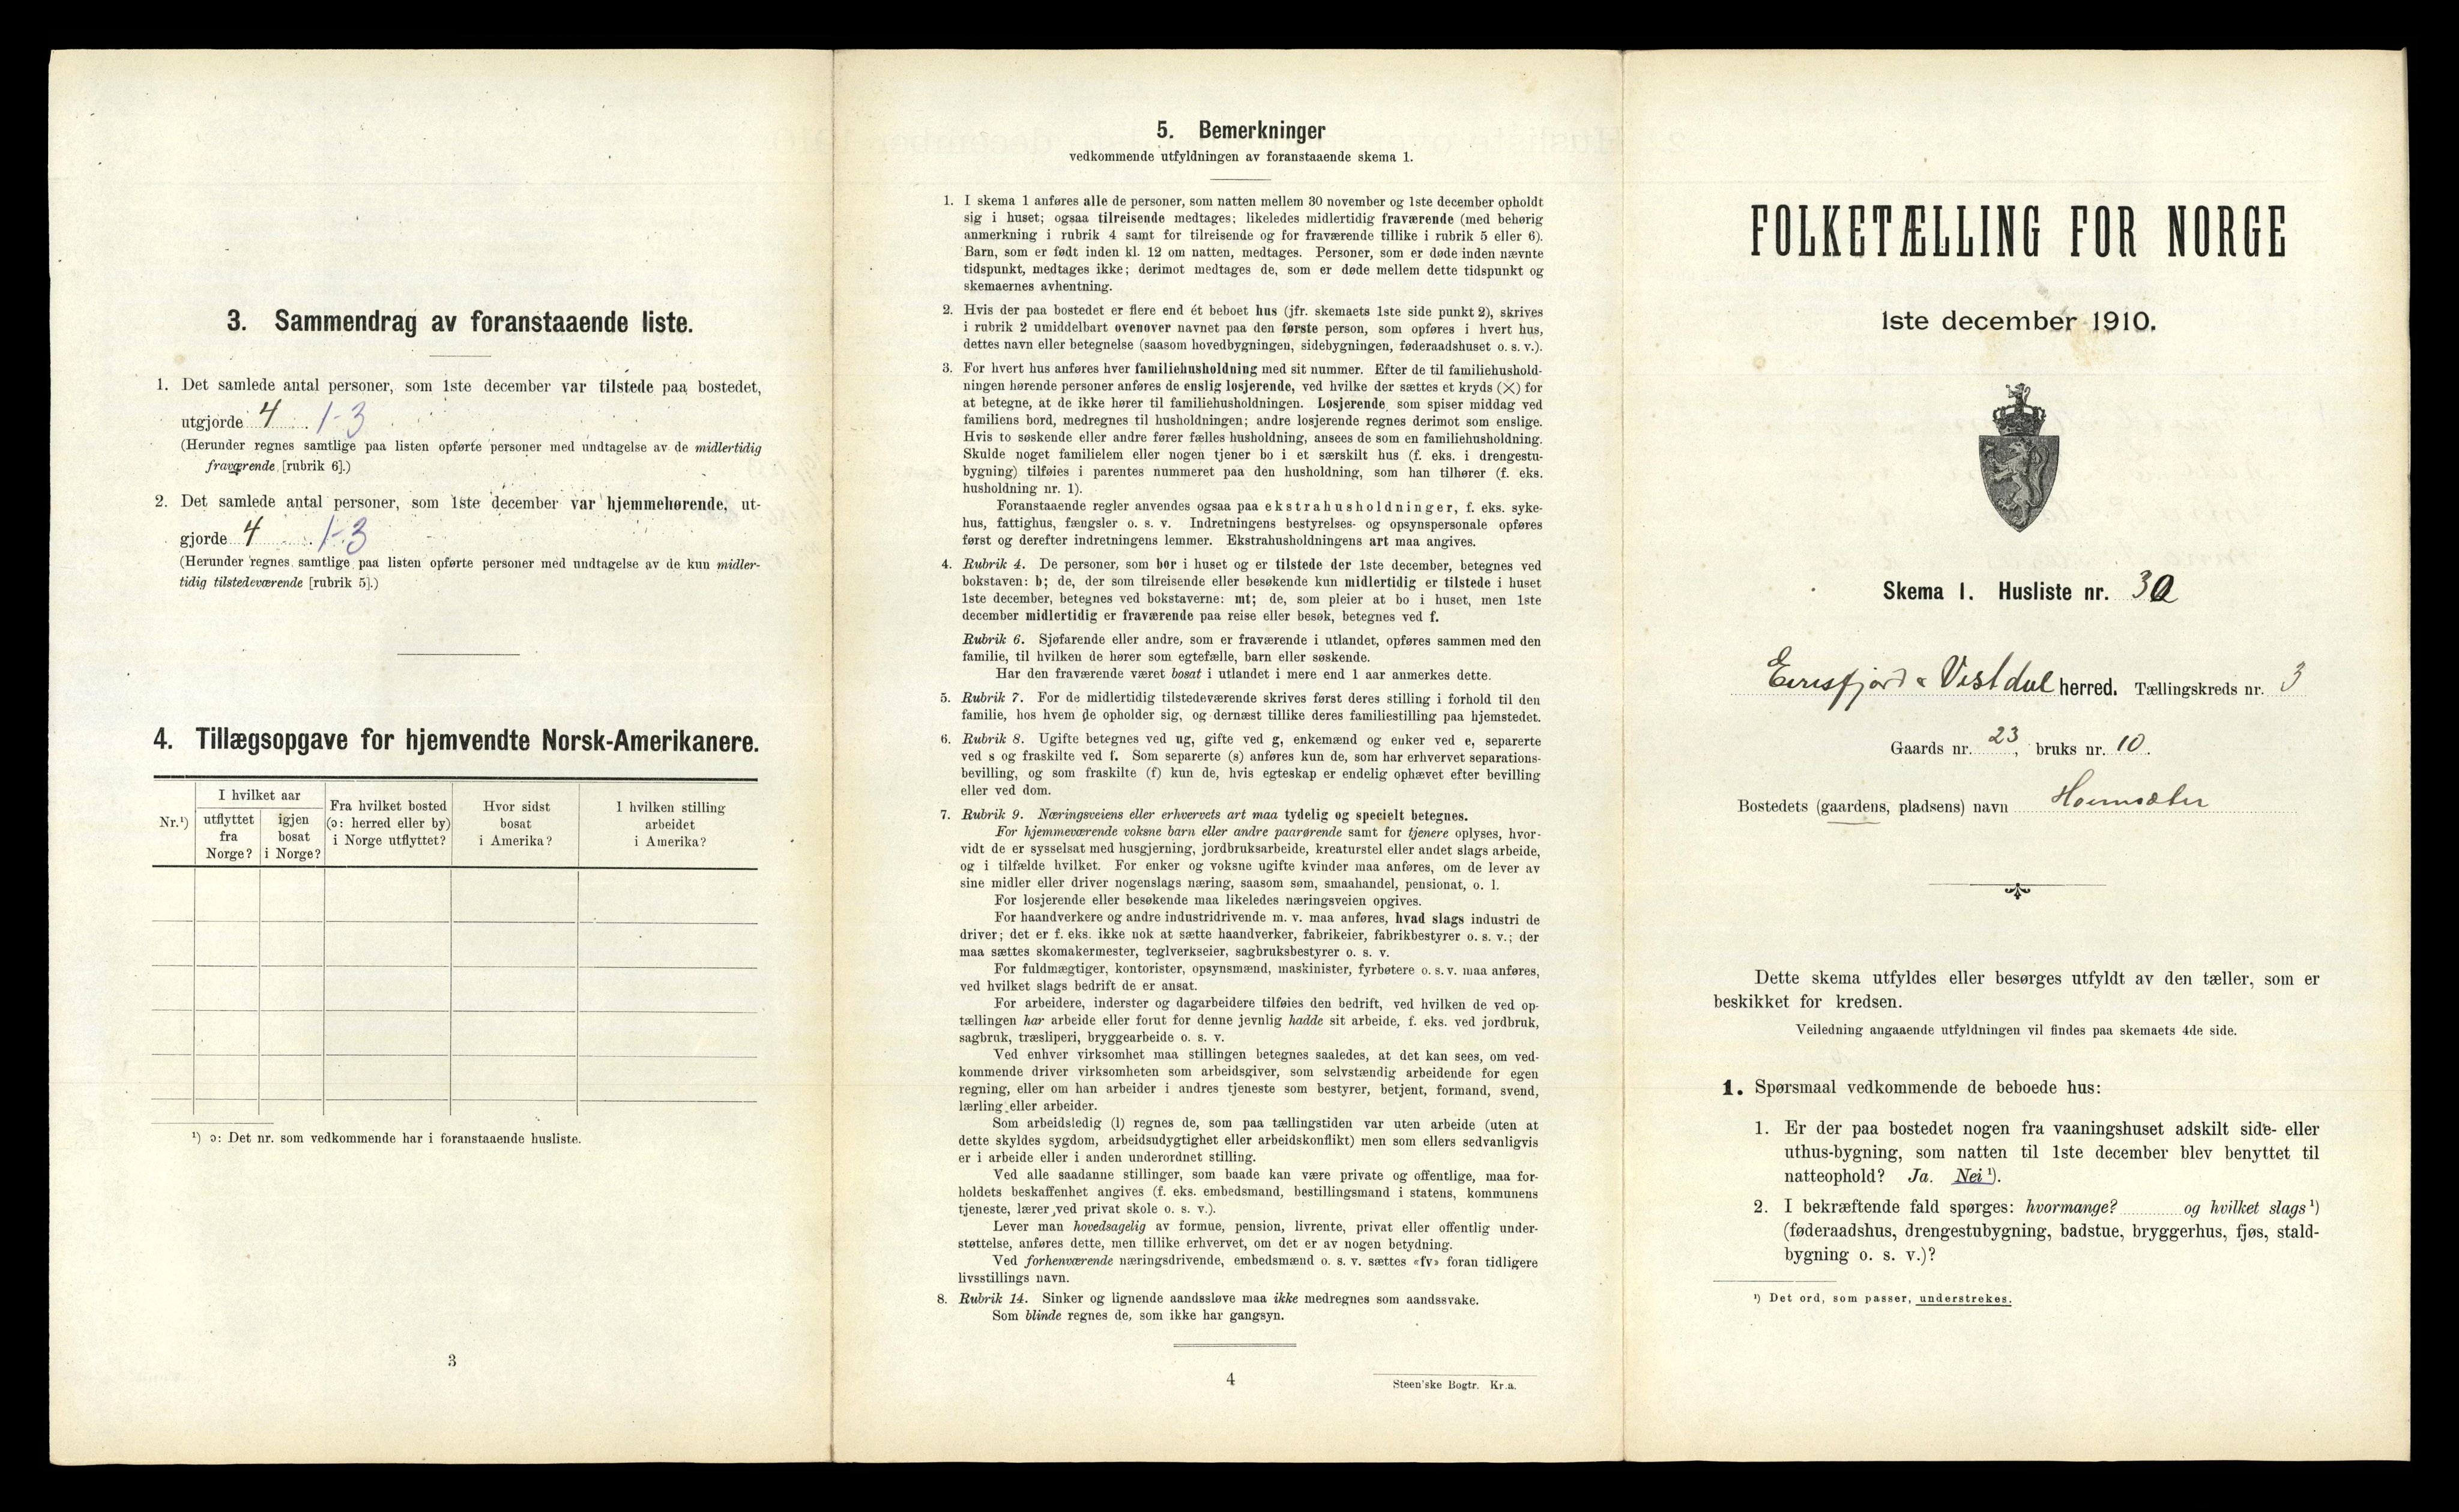 3. Sammendrag av foranstaaende liste.
1. Det samlede antal personer, som 1ste december var tilstede paa bostedet,
utgjorde 4 1-3
(Herunder regnes samtlige paa listen opførte personer med undtagelse av de midlertidig
fraværende [rubrik 6].)
2. Det samlede antal personer, som 1ste december var hjemmehørende, ut-
gjorde 4 1-3
(Herunder regnes samtlige paa listen opførte personer med undtagelse av de kun midler-
tidig tilstedeværende [rubrik 5].)
4. Tillægsopgave for hjemvendte Norsk-Amerikanere.
Nr.¹)
I hvilket aar
utflyttet
fra
Norge?
igjen
bosat
i Norge?
Fra hvilket bosted
(ɔ: herred eller by)
i Norge utflyttet?
Hvor sidst
bosat
i Amerika?
I hvilken stilling
arbeidet
i Amerika?
¹) ɔ: Det nr. som vedkommende har i foranstaaende husliste.
3
5. Bemerkninger
vedkommende utfyldningen av foranstaaende skema 1.
1. I skema 1 anføres alle de personer, som natten mellem 30 november og 1ste december opholdt
sig i huset; ogsaa tilreisende medtages; likeledes midlertidig fraværende (med behørig
anmerkning i rubrik 4 samt for tilreisende og for fraværende tillike i rubrik 5 eller 6).
Barn, som er født inden kl. 12 om natten, medtages. Personer, som er døde inden nævnte
tidspunkt, medtages ikke; derimot medtages de, som er døde mellem dette tidspunkt og
skemaernes avhentning.
2. Hvis der paa bostedet er flere end ét beboet hus (jfr. skemaets 1ste side punkt 2), skrives
i rubrik 2 umiddelbart ovenover navnet paa den første person, som opføres i hvert hus,
dettes navn eller betegnelse (saasom hovedbygningen, sidebygningen, føderaadshuset o. s. v.).
3. For hvert hus anføres hver familiehusholdning med sit nummer. Efter de til familiehushold-
ningen hørende personer anføres de enslig losjerende, ved hvilke der sættes et kryds (×) for
at betegne, at de ikke hører til familiehusholdningen. Losjerende, som spiser middag ved
familiens bord, medregnes til husholdningen; andre losjerende regnes derimot som enslige.
Hvis to søskende eller andre fører fælles husholdning, ansees de som en familiehusholdning.
Skulde noget familielem eller nogen tjener bo i et særskilt hus (f. eks. i drengestu-
bygning) tilføies i parentes nummeret paa den husholdning, som han tilhører (f. eks.
husholdning nr. 1).
Foranstaaende regler anvendes ogsaa paa ekstrahusholdninger, f. eks. syke-
hus, fattighus, fængsler o. s. v. Indretningens bestyrelses- og opsynspersonale opføres
først og derefter indretningens lemmer. Ekstrahusholdningens art maa angives.
4. Rubrik 4. De personer, som bor i huset og er tilstede der 1ste december, betegnes ved
bokstaven: b; de, der som tilreisende eller besøkende kun midlertidig er tilstede i huset
1ste december, betegnes ved bokstaverne: mt; de, som pleier at bo i huset, men 1ste
december midlertidig er fraværende paa reise eller besøk, betegnes ved f.
Rubrik 6. Sjøfarende eller andre, som er fraværende i utlandet, opføres sammen med den
familie, til hvilken de hører som egtefælle, barn eller søskende.
Har den fraværende været bosat i utlandet i mere end 1 aar anmerkes dette.
5. Rubrik 7. For de midlertidig tilstedeværende skrives først deres stilling i forhold til den
familie, hos hvem de opholder sig, og dernæst tillike deres familiestilling paa hjemstedet.
6. Rubrik 8. Ugifte betegnes ved ug, gifte ved g, enkemænd og enker ved e, separerte
ved s og fraskilte ved f. Som separerte (s) anføres kun de, som har erhvervet separations-
bevilling, og som fraskilte (f) kun de, hvis egteskap er endelig ophævet efter bevilling
eller ved dom.
7. Rubrik 9. Næringsveiens eller erhvervets art maa tydelig og specielt betegnes.
For hjemmeværende voksne barn eller andre paarørende samt for tjenere oplyses, hvor-
vidt de er sysselsat med husgjerning, jordbruksarbeide, kreaturstel eller andet slags arbeide,
og i tilfælde hvilket. For enker og voksne ugifte kvinder maa anføres, om de lever av
sine midler eller driver nogenslags næring, saasom søm, smaahandel, pensionat, o. l.
For losjerende eller besøkende maa likeledes næringsveien opgives.
For haandverkere og andre industridrivende m. v. maa anføres, hvad slags industri de
driver; det er f. eks. ikke nok at sætte haandverker, fabrikeier, fabrikbestyrer o. s. v.; der
maa sættes skomakermester, teglverkseier, sagbruksbestyrer o. s. v.
For fuldmægtiger, kontorister, opsynsmænd, maskinister, fyrbøtere o. s. v. maa anføres,
ved hvilket slags bedrift de er ansat.
For arbeidere, inderster og dagarbeidere tilføies den bedrift, ved hvilken de ved op-
tællingen har arbeide eller forut for denne jevnlig hadde sit arbeide, f. eks. ved jordbruk,
sagbruk, træsliperi, bryggearbeide o. s. v.
Ved enhver virksomhet maa stillingen betegnes saaledes, at det kan sees, om ved-
kommende driver virksomheten som arbeidsgiver, som selvstændig arbeidende for egen
regning, eller om han arbeider i andres tjeneste som bestyrer, betjent, formand, svend,
lærling eller arbeider.
Som arbeidsledig (l) regnes de, som paa tællingstiden var uten arbeide (uten at
dette skyldes sygdom, arbeidsudygtighet eller arbeidskonflikt) men som ellers sedvanligvis
er i arbeide eller i anden underordnet stilling.
Ved alle saadanne stillinger, som baade kan være private og offentlige, maa for-
holdets beskaffenhet angives (f. eks. embedsmand, bestillingsmand i statens, kommunens
tjeneste, lærer ved privat skole o. s. v.).
Lever man hovedsagelig av formue, pension, livrente, privat eller offentlig under-
støttelse, anføres dette, men tillike erhvervet, om det er av nogen betydning.
Ved forhenværende næringsdrivende, embedsmænd o. s. v. sættes «fv» foran tidligere
livsstillings navn.
8. Rubrik 14. Sinker og lignende aandssløve maa ikke medregnes som aandssvake.
Som blinde regnes de, som ikke har gangsyn.
4
Steen'ske Bogtr. Kr.a.
FOLKETÆLLING FOR NORGE
1ste december 1910.
Skema 1. Husliste nr. 30
Eirisfjord & Vistdal herred. Tællingskreds nr. 3
Gaards nr. 23, bruks nr. 10.
Bostedets (gaardens, pladsens) navn
Dette skema utfyldes eller besørges utfyldt av den tæller, som er
beskikket for kredsen.
Veiledning angaaende utfyldningen vil findes paa skemaets 4de side.
1. Spørsmaal vedkommende de beboede hus:
1. Er der paa bostedet nogen fra vaaningshuset adskilt side- eller
uthus-bygning, som natten til 1ste december blev benyttet til
natteophold? Ja. Nei ¹).
2. I bekræftende fald spørges: hvormange? og hvilket slags ¹)
(føderaadshus, drengestubygning, badstue, bryggerhus, fjøs, stald-
bygning o. s. v.)?
¹) Det ord, som passer, understrekes.